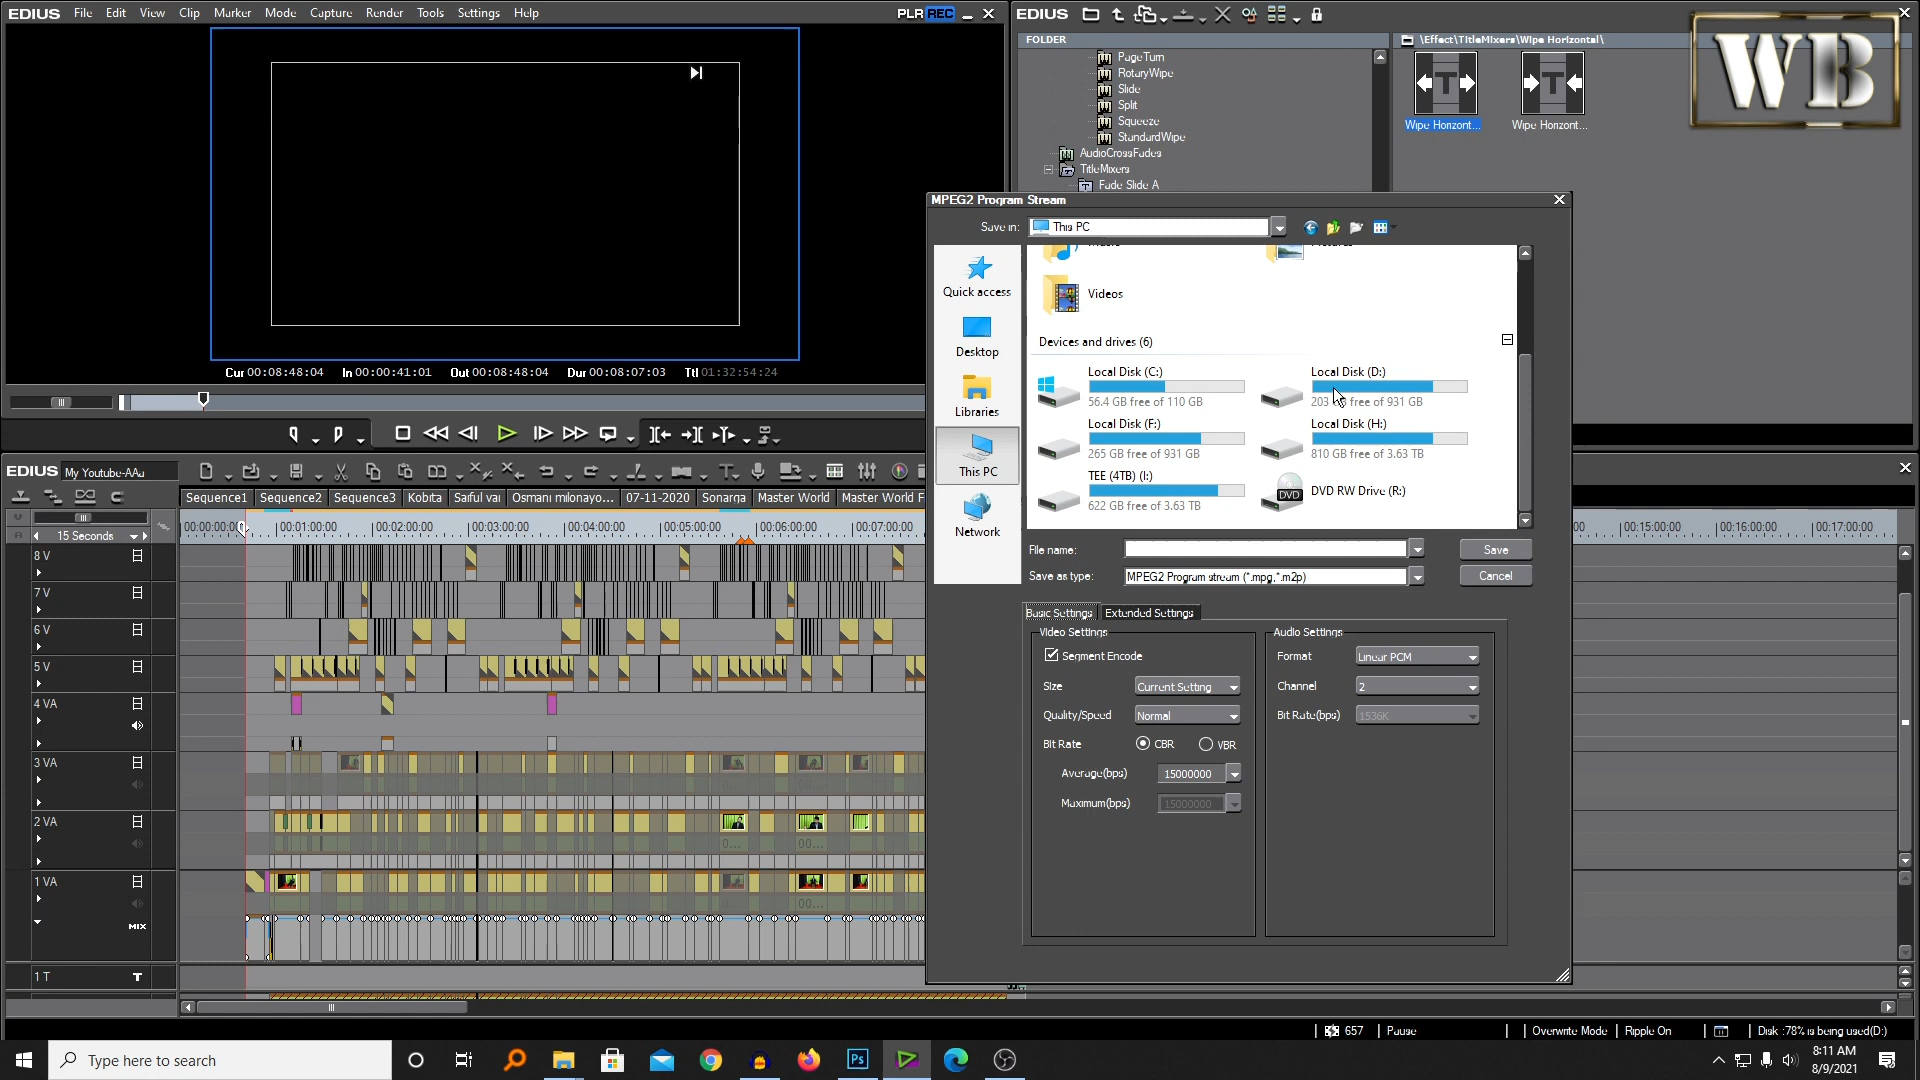 EDIUS File Edit View Clip Marker Mode Capture Render Tools Settings Help PLR REC
Cur 00:08:48:04 In 00:00:41:01 Out 00:08:48:04 Dur 00:08:07:03 Ttl 01:32:54:24
EDIUS
FOLDER
PageTurn
RotaryWipe
Slide
Split
Squeeze
StandardWipe
AudioCrossFades
TitleMixers
Fade Slide A
\Effect\TitleMixers\Wipe Horizontal\
T
T
Wipe Horizont...
Wipe Horizont...
WB
MPEG2 Program Stream
Save in: This PC
Quick access
Desktop
Libraries
This PC
Network
Videos
Devices and drives (6)
Local Disk (C:)
56.4 GB free of 110 GB
Local Disk (D:)
free of 931 GB
Local Disk (F:)
265 GB free of 931 GB
Local Disk (H:)
810 GB free of 3.63 TB
TEE (4TB) (I:)
622 GB free of 3.63 TB
DVD
DVD RW Drive (R:)
File name:
Save
Save as type: MPEG2 Program stream (*.mpg,*.m2p)
Cancel
Basic Settings Extended Settings
Video Settings
Segment Encode
Size Current Setting
Quality/Speed Normal
Bit Rate CBR VBR
Average(bps) 15000000
Maximum(bps) 15000000
Audio Settings
Format Linear PCM
Channel 2
Bit Rate(bps) 1536K
EDIUS My Youtube-AAu
Sequence1 Sequence2 Sequence3 Kobita Saiful vai Osmani milonayo... 07-11-2020 Sonarga Master World Master World F
15 Seconds
00:00:00:0 00:01:00:00 00:02:00:00 00:03:00:00 00:04:00:00 00:05:00:00 00:06:00:00 00:07:00:00
00 00:15:00:00 00:16:00:00 00:17:00:00
8 V
7 V
6 V
5 V
4 VA
3 VA
2 VA
0... 00...
1 VA
00...
MIX
1 T T
657 Pause Overwrite Mode Ripple On Disk :78% is being used(D:)
Type here to search
Ps
8:11 AM
8/9/2021